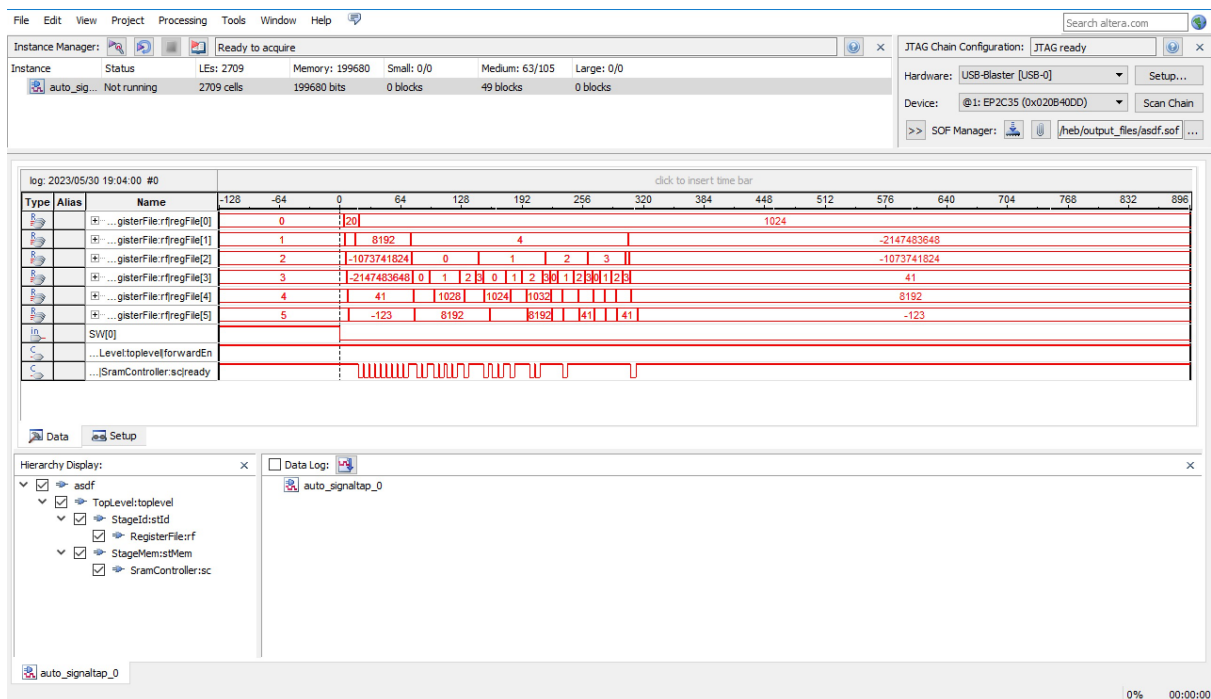 File Edit View Project Processing Tools Window Help
Search altera.com
Instance Manager: Ready to acquire
JTAG Chain Configuration: JTAG ready
Instance Status LEs: 2709 Memory: 199680 Small: 0/0 Medium: 63/105 Large: 0/0
auto_sig... Not running 2709 cells 199680 bits 0 blocks 49 blocks 0 blocks
Hardware: USB-Blaster [USB-0] Setup...
Device: @1: EP2C35 (0x020B40DD) Scan Chain
>> SOF Manager: /heb/output_files/asdf.sof ...
log: 2023/05/30 19:04:00 #0 click to insert time bar
Type Alias Name -128 -64 0 64 128 192 256 320 384 448 512 576 640 704 768 832 896
...gisterFile:rf|regFile[0] 0 20 1024
...gisterFile:rf|regFile[1] 1 8192 4 -2147483648
...gisterFile:rf|regFile[2] 2 -1073741824 0 1 2 3 -1073741824
...gisterFile:rf|regFile[3] 3 -2147483648 0 1 2 3 0 1 2 3 0 1 2 3 0 1 2 3 41
...gisterFile:rf|regFile[4] 4 41 1028 1024 1032 8192
...gisterFile:rf|regFile[5] 5 -123 8192 8192 41 41 -123
SW[0]
...Level:toplevel|forwardEn
...|SramController:sc|ready
Data Setup
Hierarchy Display: × Data Log: ×
asdf
TopLevel:toplevel
StageId:stId
RegisterFile:rf
StageMem:stMem
SramController:sc
auto_signaltap_0
auto_signaltap_0
0% 00:00:00